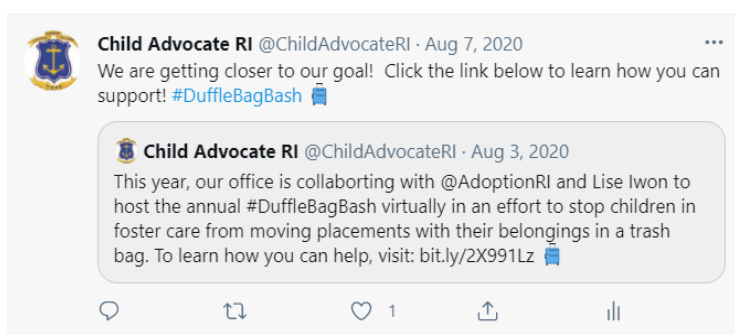 Child Advocate RI @ChildAdvocateRI · Aug 7, 2020
We are getting closer to our goal! Click the link below to learn how you can
support! #DuffleBagBash
Child Advocate RI @ChildAdvocateRI · Aug 3, 2020
This year, our office is collaborting with @AdoptionRI and Lise Iwon to
host the annual #DuffleBagBash virtually in an effort to stop children in
foster care from moving placements with their belongings in a trash
bag. To learn how you can help, visit: bit.ly/2X991Lz
1